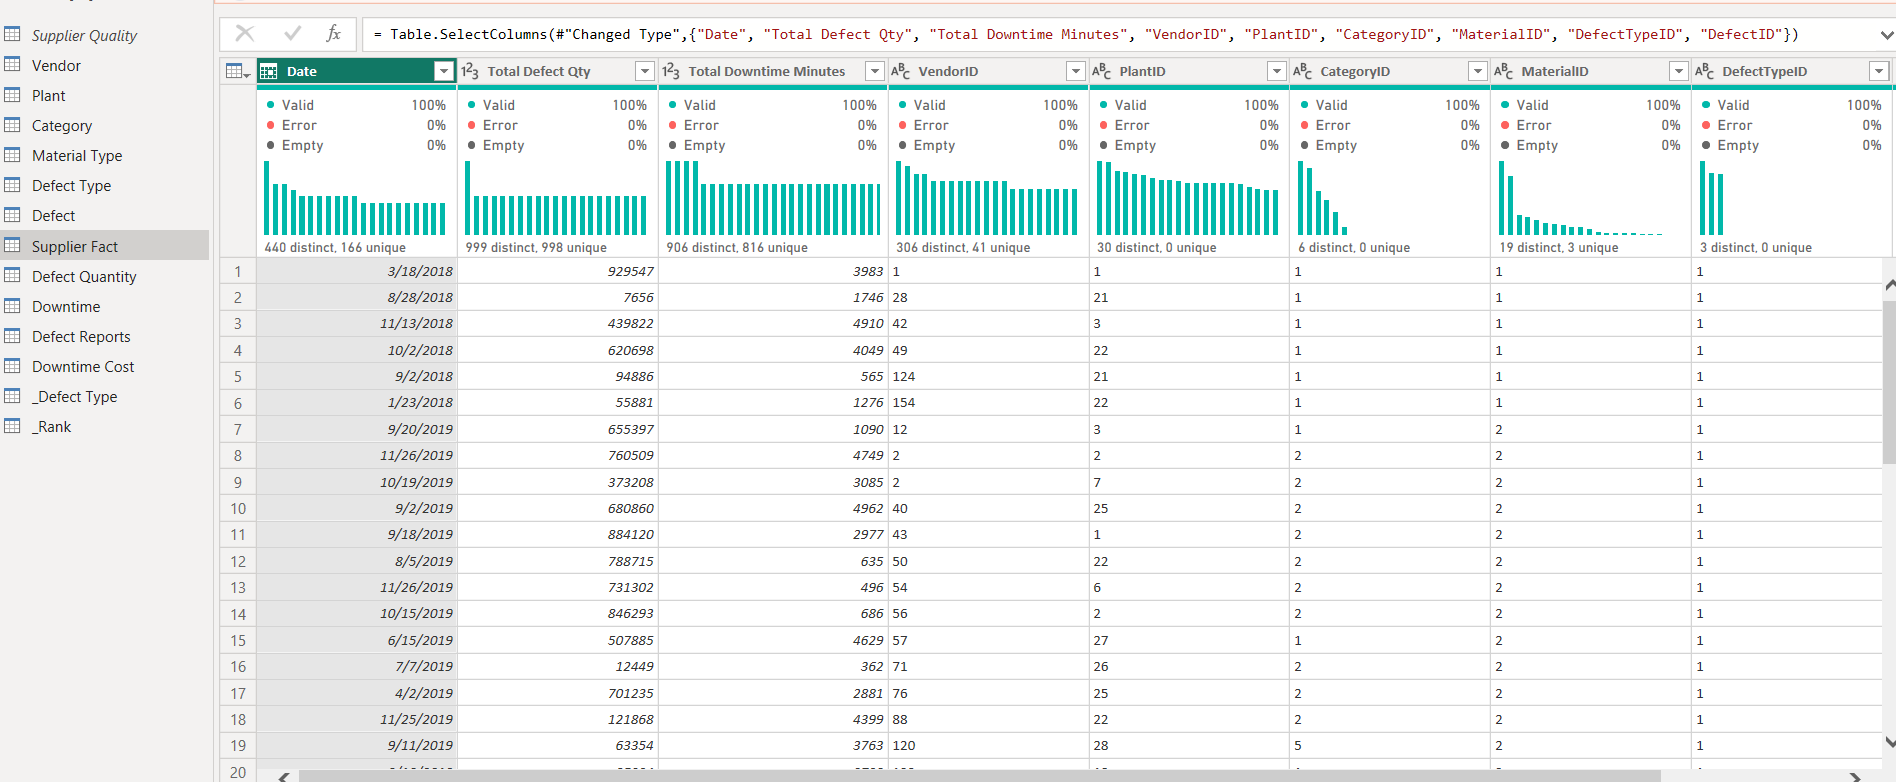 Supplier Quality
Vendor
Plant
Category
Material Type
Defect Type
Defect
Supplier Fact
Defect Quantity
Downtime
Defect Reports
Downtime Cost
_Defect Type
_Rank
fx = Table.SelectColumns(#"Changed Type",{"Date", "Total Defect Qty", "Total Downtime Minutes", "VendorID", "PlantID", "CategoryID", "MaterialID", "DefectTypeID", "DefectID"})
Date 123 Total Defect Qty 123 Total Downtime Minutes ABC VendorID ABC PlantID ABC CategoryID ABC MaterialID ABC DefectTypeID
Valid 100% Valid 100% Valid 100% Valid 100% Valid 100% Valid 100% Valid 100% Valid 100%
Error 0% Error 0% Error 0% Error 0% Error 0% Error 0% Error 0% Error 0%
Empty 0% Empty 0% Empty 0% Empty 0% Empty 0% Empty 0% Empty 0% Empty 0%
440 distinct, 166 unique 999 distinct, 998 unique 906 distinct, 816 unique 306 distinct, 41 unique 30 distinct, 0 unique 6 distinct, 0 unique 19 distinct, 3 unique 3 distinct, 0 unique
1 3/18/2018 929547 3983 1 1 1 1 1
2 8/28/2018 7656 1746 28 21 1 1 1
3 11/13/2018 439822 4910 42 3 1 1 1
4 10/2/2018 620698 4049 49 22 1 1 1
5 9/2/2018 94886 565 124 21 1 1 1
6 1/23/2018 55881 1276 154 22 1 1 1
7 9/20/2019 655397 1090 12 3 1 2 1
8 11/26/2019 760509 4749 2 2 2 2 1
9 10/19/2019 373208 3085 2 7 2 2 1
10 9/2/2019 680860 4962 40 25 2 2 1
11 9/18/2019 884120 2977 43 1 2 2 1
12 8/5/2019 788715 635 50 22 2 2 1
13 11/26/2019 731302 496 54 6 2 2 1
14 10/15/2019 846293 686 56 2 2 2 1
15 6/15/2019 507885 4629 57 27 1 2 1
16 7/7/2019 12449 362 71 26 2 2 1
17 4/2/2019 701235 2881 76 25 2 2 1
18 11/25/2019 121868 4399 88 22 2 2 1
19 9/11/2019 63354 3763 120 28 5 2 1
20